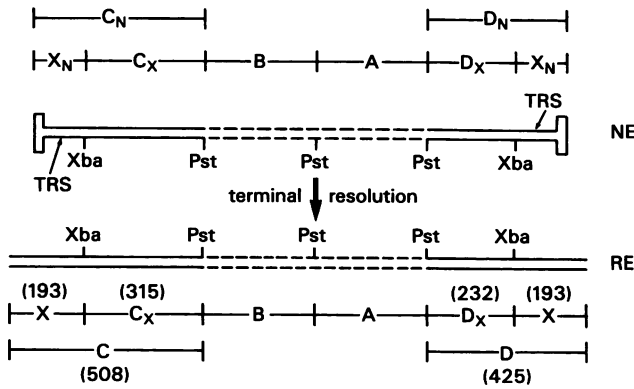 C_N D_N
X_N C_X B A D_X X_N
TRS NE
Xba Pst Pst Pst Xba
TRS
terminal resolution
Xba Pst Pst Pst Xba
RE
(193) (315) (232) (193)
X C_X B A D_X X
C D
(508) (425)